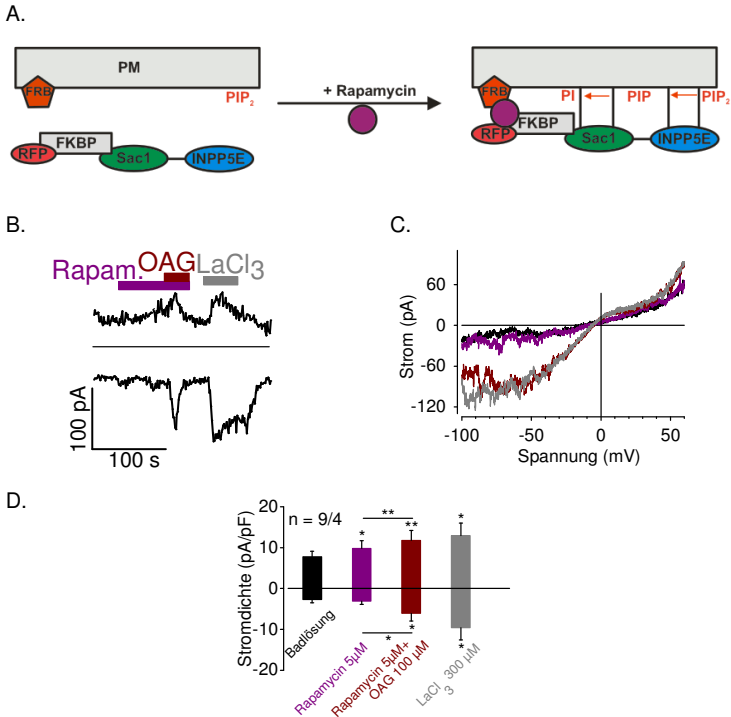 A.
PM
FRB
PIP2
RFP
FKBP
Sac1
INPP5E
+ Rapamycin
FRB
PI
PIP
PIP2
RFP
FKBP
Sac1
INPP5E
B.
Rapam.
OAG
LaCl3
100 pA
100 s
C.
Strom (pA)
60
0
-60
-120
-100
-50
0
50
Spannung (mV)
D.
Stromdichte (pA/pF)
20
10
0
-10
-20
n = 9/4
**
*
**
*
*
*
*
Badlösung
Rapamycin 5µM
Rapamycin 5µM+
OAG 100 µM
LaCl3 300 µM